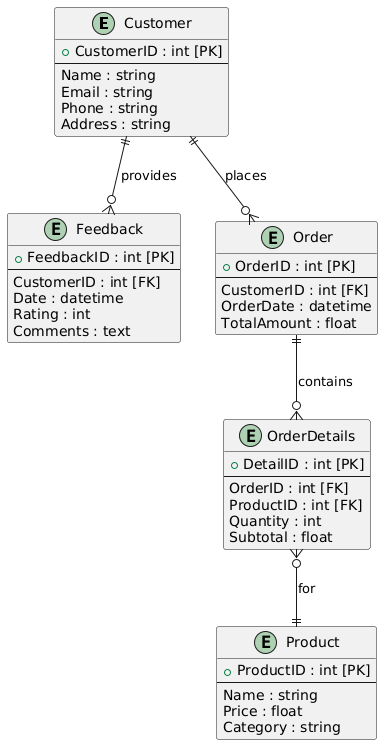 E Customer
CustomerID : int [PK]
Name : string
Email : string
Phone : string
Address : string
provides
places
E Feedback
FeedbackID : int [PK]
CustomerID : int [FK]
Date : datetime
Rating : int
Comments : text
E Order
OrderID : int [PK]
CustomerID : int [FK]
OrderDate : datetime
TotalAmount : float
contains
E OrderDetails
DetailID : int [PK]
OrderID : int [FK]
ProductID : int [FK]
Quantity : int
Subtotal : float
for
E Product
ProductID : int [PK]
Name : string
Price : float
Category : string